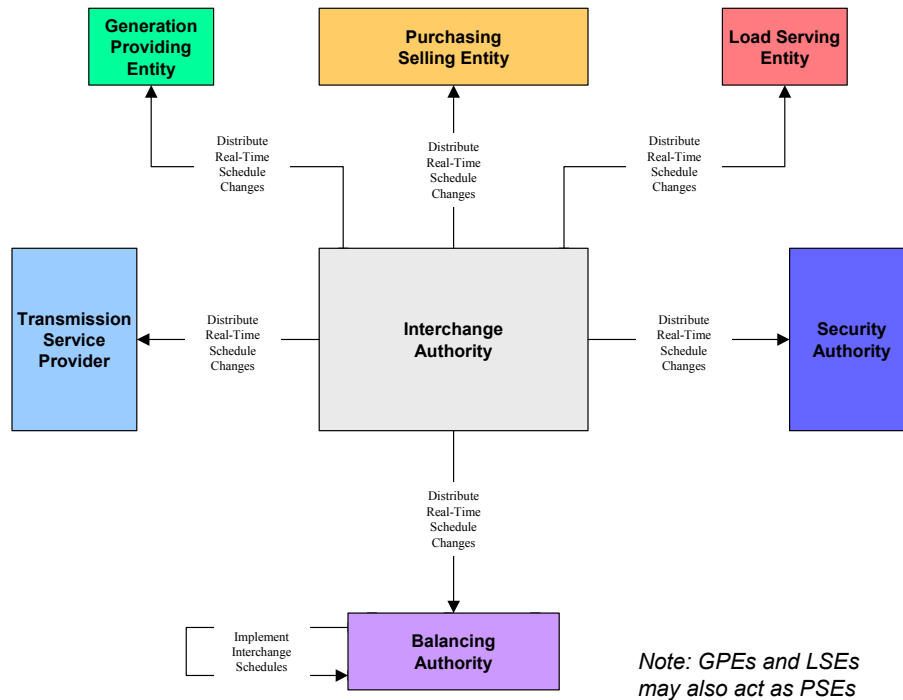 Generation
Providing
Entity
Purchasing
Selling Entity
Load Serving
Entity
Distribute
Real-Time
Schedule
Changes
Distribute
Real-Time
Schedule
Changes
Distribute
Real-Time
Schedule
Changes
Transmission
Service
Provider
Distribute
Real-Time
Schedule
Changes
Interchange
Authority
Distribute
Real-Time
Schedule
Changes
Security
Authority
Distribute
Real-Time
Schedule
Changes
Implement
Interchange
Schedules
Balancing
Authority
Note: GPEs and LSEs
may also act as PSEs